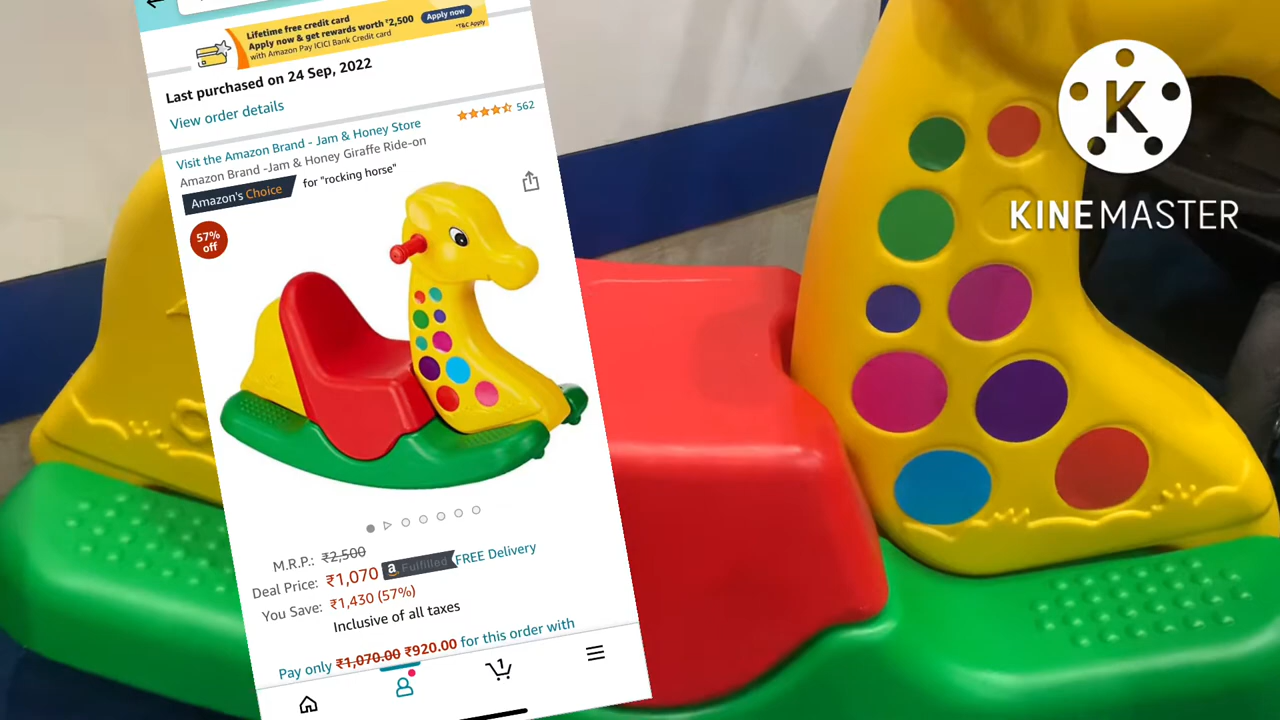 Lifetime free credit card
Apply now & get rewards worth ₹2,500
with Amazon Pay ICICI Bank Credit card
Apply now
*T&C Apply
Last purchased on 24 Sep, 2022
View order details
562
Visit the Amazon Brand - Jam & Honey Store
Amazon Brand -Jam & Honey Giraffe Ride-on
Amazon's Choice for "rocking horse"
57%
off
M.R.P.: ₹2,500
Deal Price: ₹1,070 a Fulfilled FREE Delivery
You Save: ₹1,430 (57%)
Inclusive of all taxes
Pay only ₹1,070.00 ₹920.00 for this order with
1
K
KINEMASTER